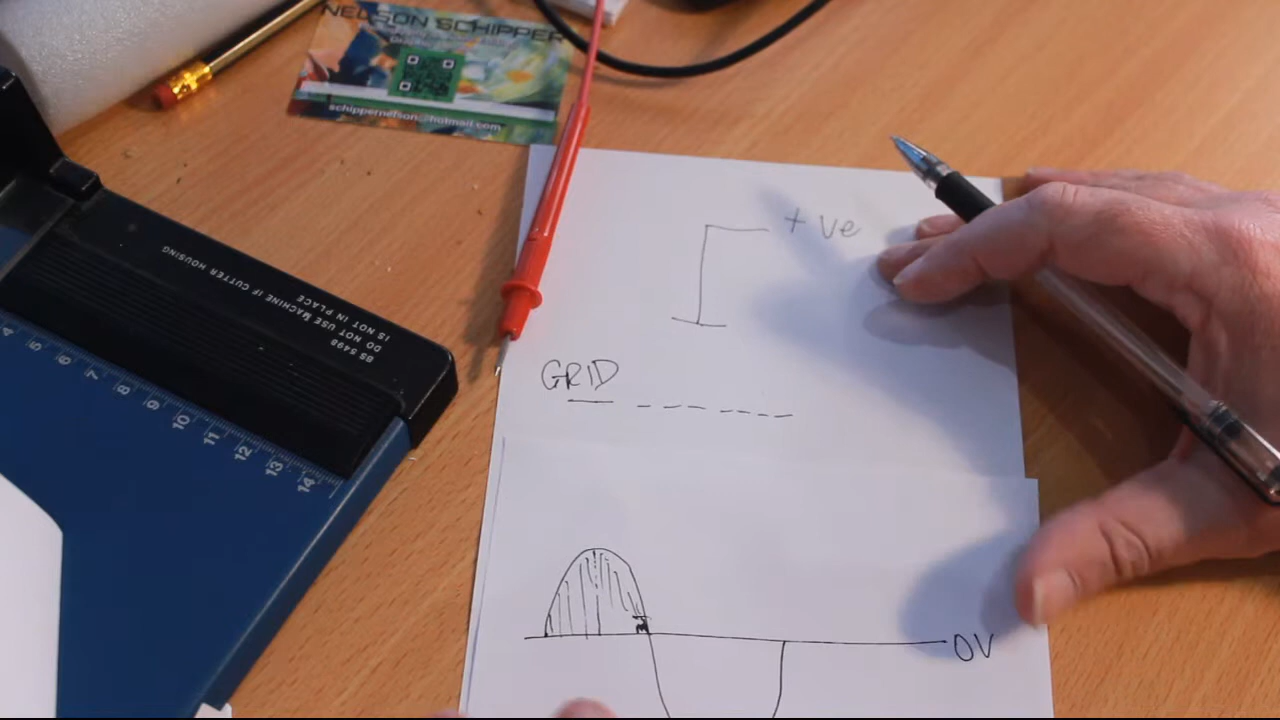 NELSON SCHIPPER
schippernelson@hotmail.com
BS 5498
DO NOT USE MACHINE IF CUTTER HOUSING
IS NOT IN PLACE
4 5 6 7 8 9 10 11 12 13 14
+ve
GRID
OV